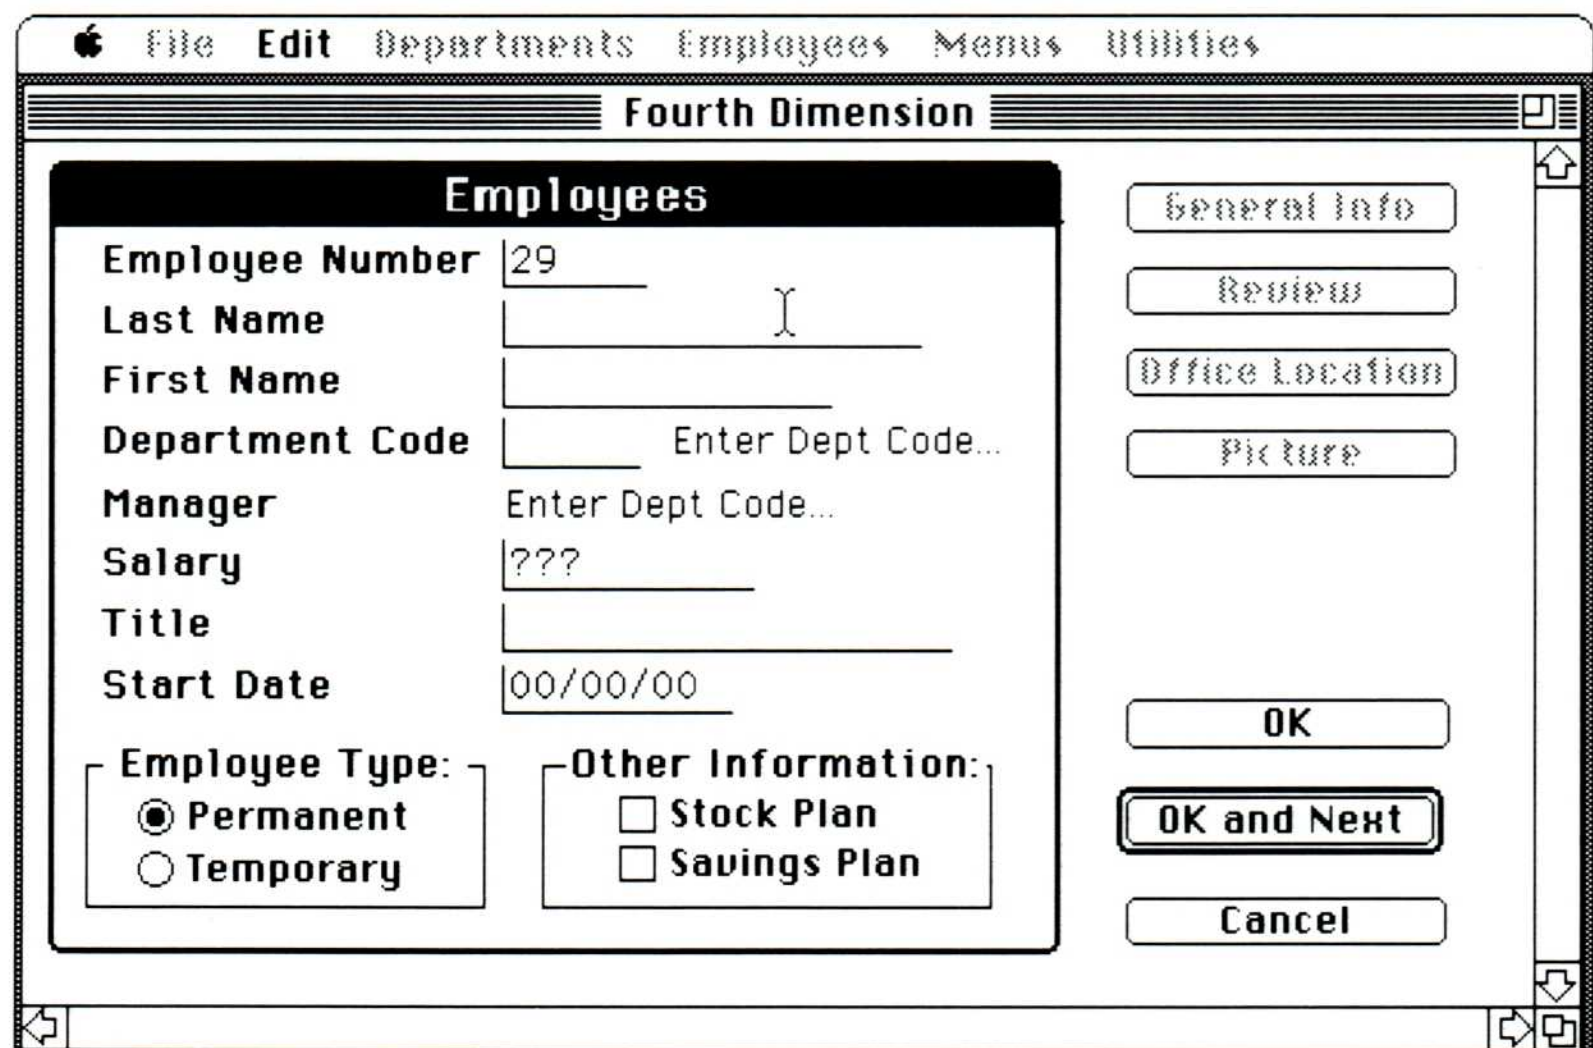 File Edit Departments Employees Menus Utilities
Fourth Dimension
Employees
Employee Number 29
Last Name
First Name
Department Code Enter Dept Code...
Manager Enter Dept Code...
Salary ???
Title
Start Date 00/00/00
Employee Type:
Permanent
Temporary
Other Information:
Stock Plan
Savings Plan
General Info
Review
Office Location
Picture
OK
OK and Next
Cancel